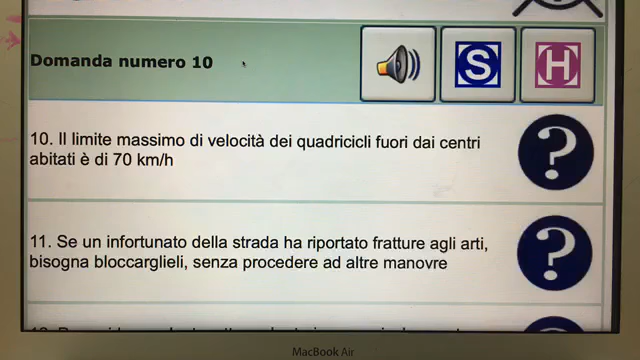 Domanda numero 10
S
H
10. Il limite massimo di velocità dei quadricicli fuori dai centri
abitati è di 70 km/h
?
11. Se un infortunato della strada ha riportato fratture agli arti,
bisogna bloccarglieli, senza procedere ad altre manovre
?
MacBook Air